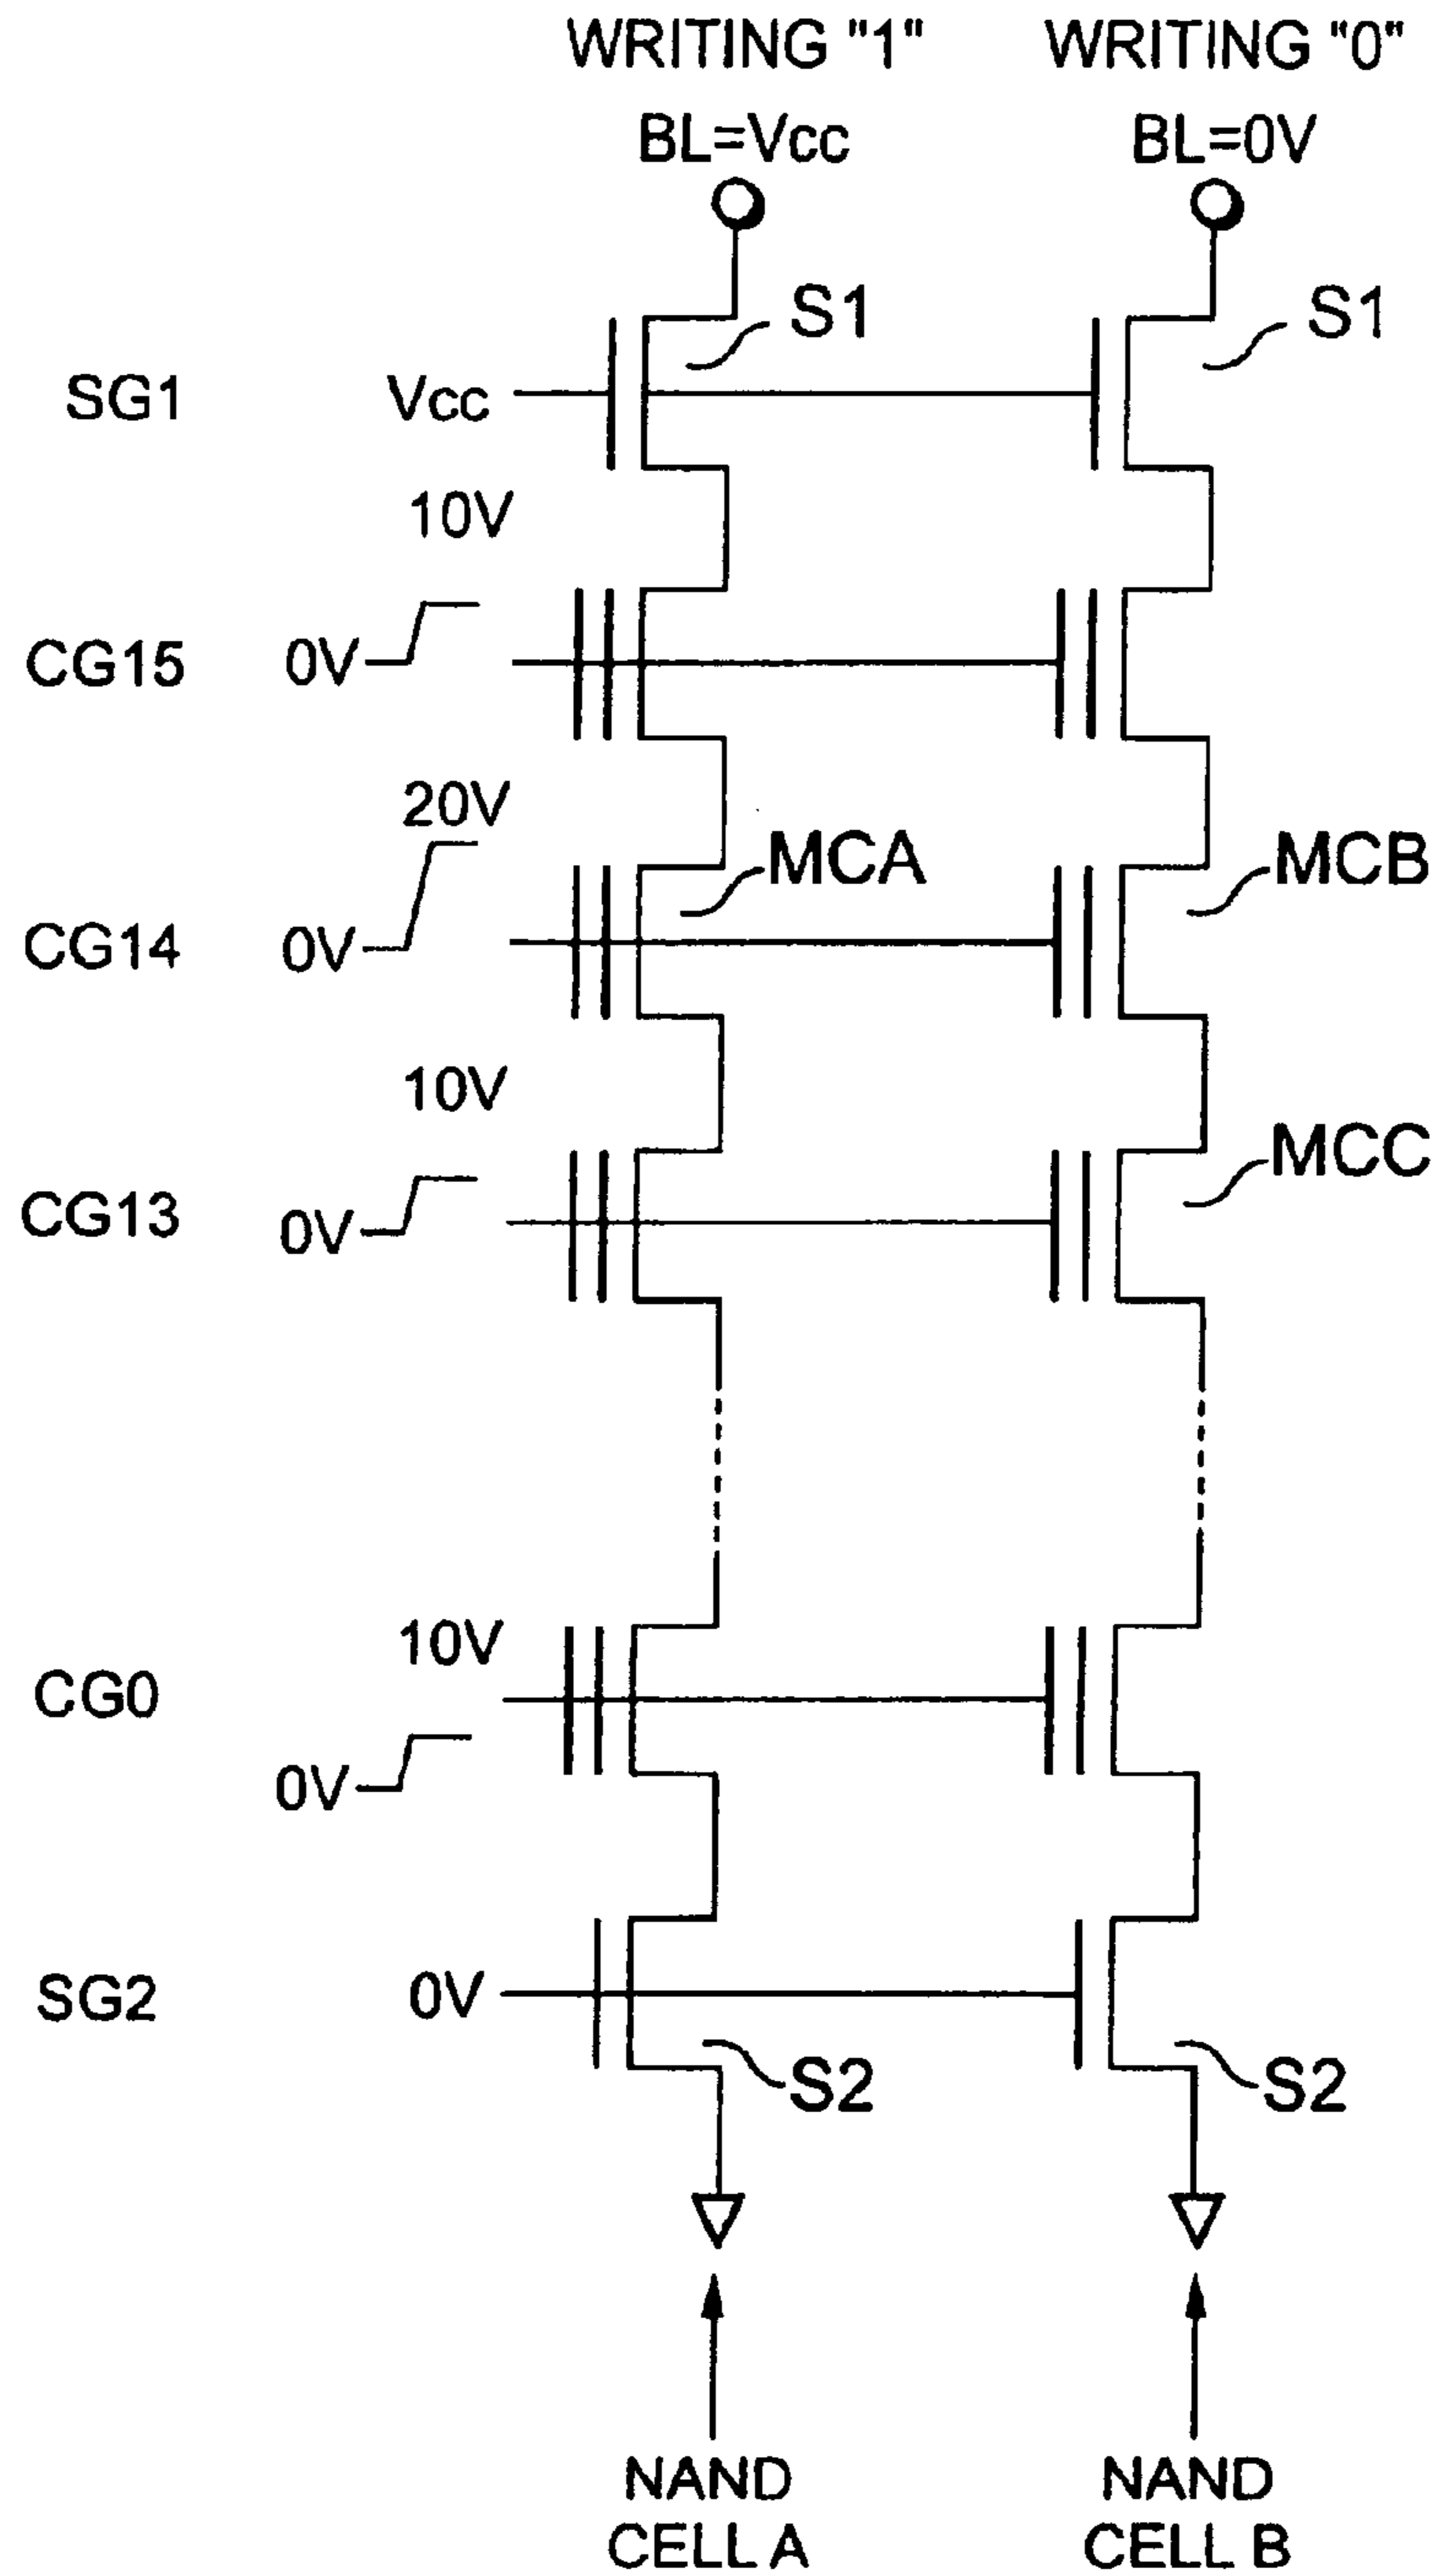 WRITING "1" WRITING "0"
BL=Vcc BL=0V
S1 S1
SG1 Vcc
10V
CG15 0V
20V
MCA MCB
CG14 0V
10V
MCC
CG13 0V
10V
CG0
0V
SG2 0V
S2 S2
NAND NAND
CELL A CELL B